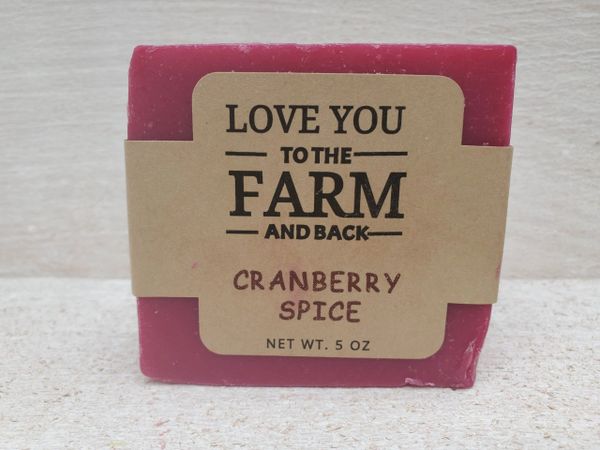 LOVE YOU
TO THE
FARM
AND BACK
CRANBERRY
SPICE
NET WT. 5 OZ